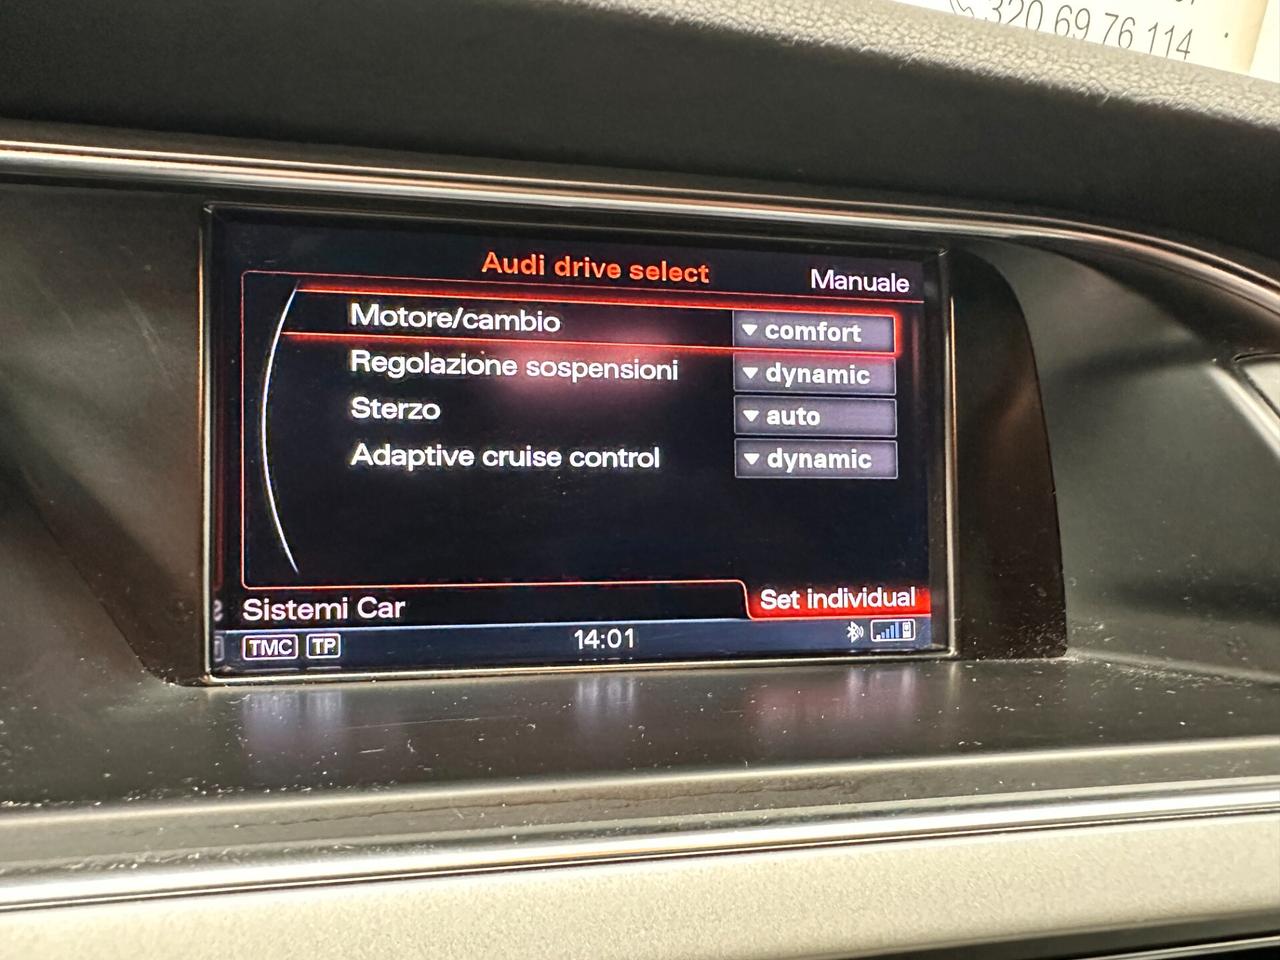 320 69 76 114
Audi drive select
Manuale
Motore/cambio comfort
Regolazione sospensioni dynamic
Sterzo auto
Adaptive cruise control dynamic
Sistemi Car
Set individual
TMC TP 14:01